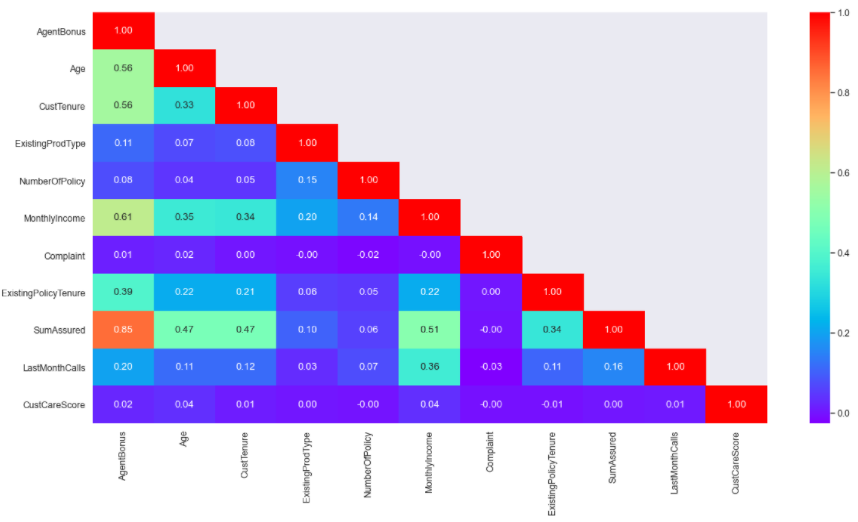 AgentBonus 1.00
Age 0.56 1.00
CustTenure 0.56 0.33 1.00
ExistingProdType 0.11 0.07 0.08 1.00
NumberOfPolicy 0.08 0.04 0.05 0.15 1.00
MonthlyIncome 0.61 0.35 0.34 0.20 0.14 1.00
Complaint 0.01 0.02 0.00 -0.00 -0.02 -0.00 1.00
ExistingPolicyTenure 0.39 0.22 0.21 0.06 0.05 0.22 0.00 1.00
SumAssured 0.85 0.47 0.47 0.10 0.06 0.51 -0.00 0.34 1.00
LastMonthCalls 0.20 0.11 0.12 0.03 0.07 0.36 -0.03 0.11 0.16 1.00
CustCareScore 0.02 0.04 0.01 0.00 -0.00 0.04 -0.00 -0.01 0.00 0.01 1.00
AgentBonus
Age
CustTenure
ExistingProdType
NumberOfPolicy
MonthlyIncome
Complaint
ExistingPolicyTenure
SumAssured
LastMonthCalls
CustCareScore
1.0
0.8
0.6
0.4
0.2
0.0